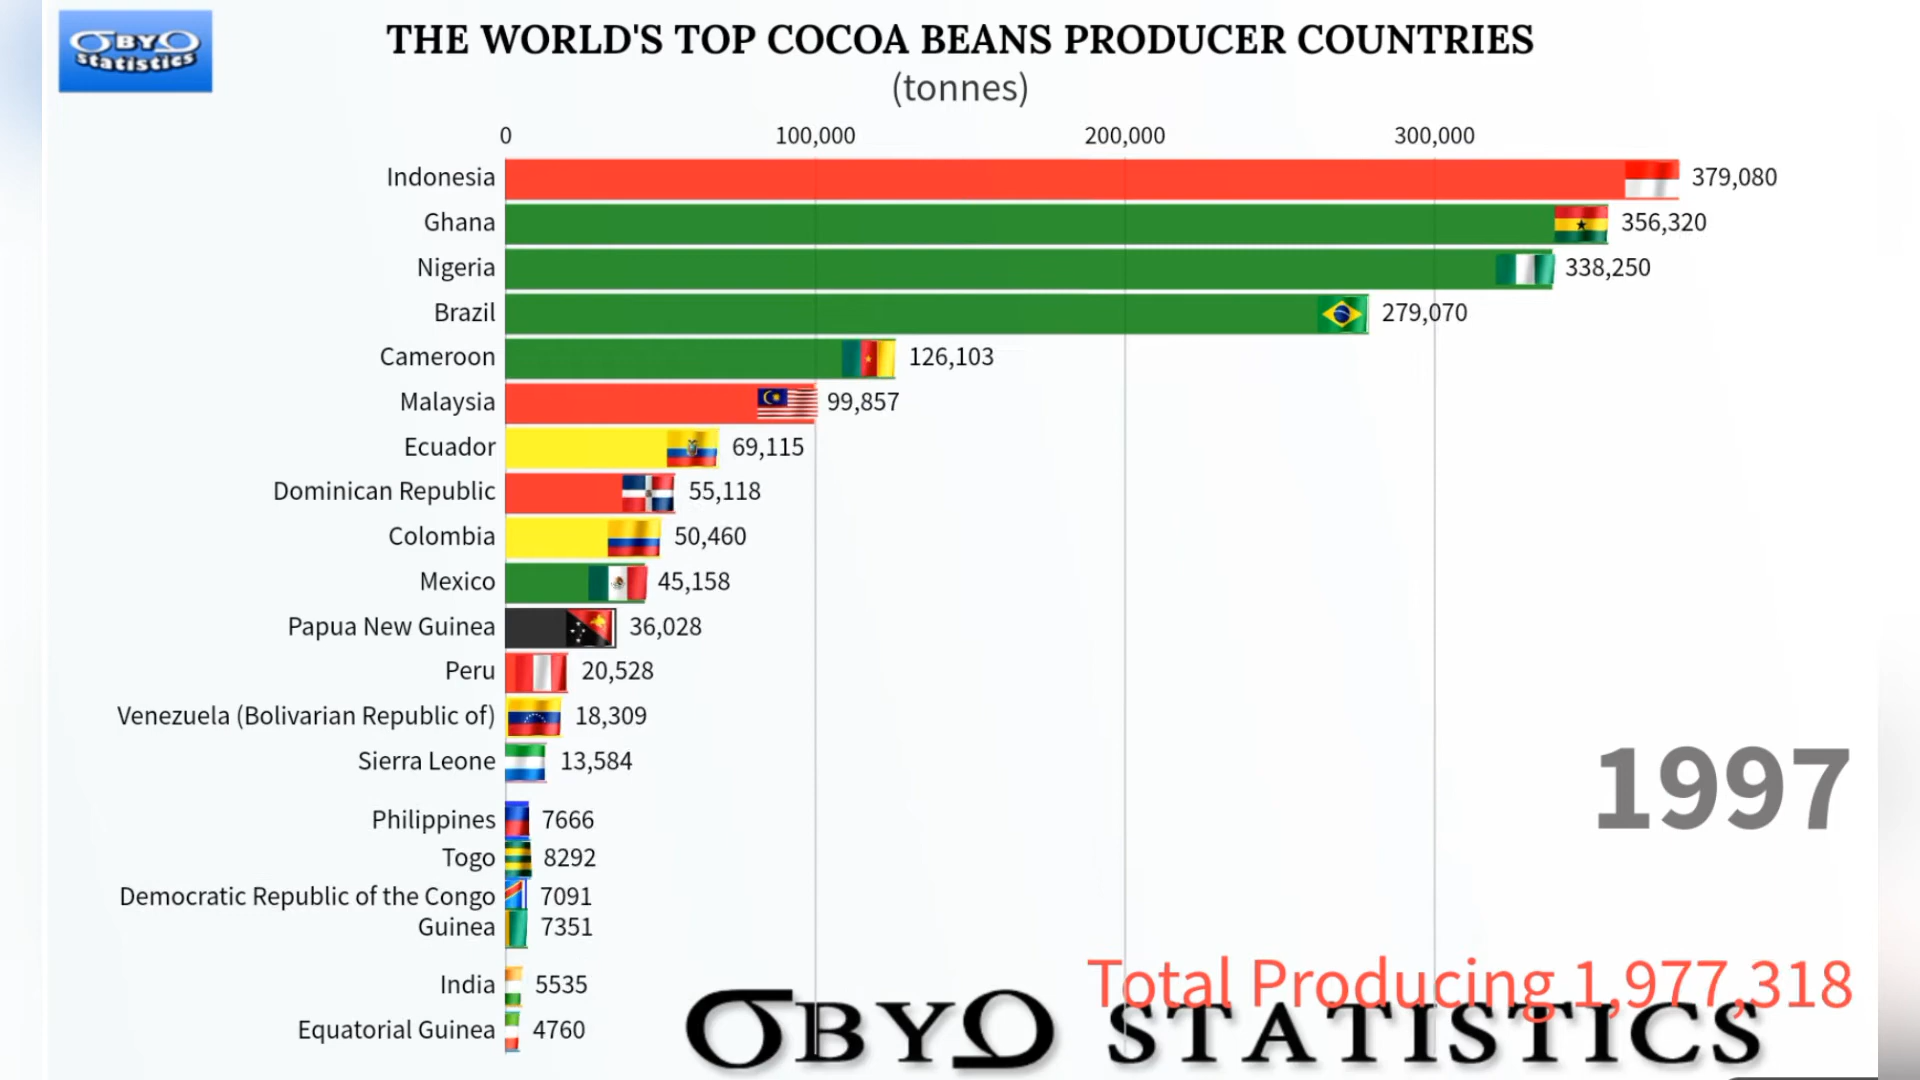 OBYO
statistics
THE WORLD'S TOP COCOA BEANS PRODUCER COUNTRIES
(tonnes)
0 100,000 200,000 300,000
Indonesia 379,080
Ghana 356,320
Nigeria 338,250
Brazil 279,070
Cameroon 126,103
Malaysia 99,857
Ecuador 69,115
Dominican Republic 55,118
Colombia 50,460
Mexico 45,158
Papua New Guinea 36,028
Peru 20,528
Venezuela (Bolivarian Republic of) 18,309
Sierra Leone 13,584
1997
Philippines 7666
Togo 8292
Democratic Republic of the Congo 7091
Guinea 7351
India 5535
Total Producing 1,977,318
Equatorial Guinea 4760
OBYO STATISTICS